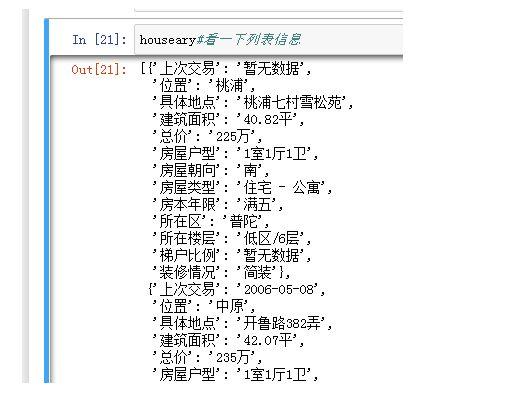 In [21]: houseary#看一下列表信息
Out[21]: [{'上次交易': '暂无数据',
'位置': '桃浦',
'具体地点': '桃浦七村雪松苑',
'建筑面积': '40.82平',
'总价': '225万',
'房屋户型': '1室1厅1卫',
'房屋朝向': '南',
'房屋类型': '住宅 - 公寓',
'房本年限': '满五',
'所在区': '普陀',
'所在楼层': '低区/6层',
'梯户比例': '暂无数据',
'装修情况': '简装'},
{'上次交易': '2006-05-08',
'位置': '中原',
'具体地点': '开鲁路382弄',
'建筑面积': '42.07平',
'总价': '235万',
'房屋户型': '1室1厅1卫',